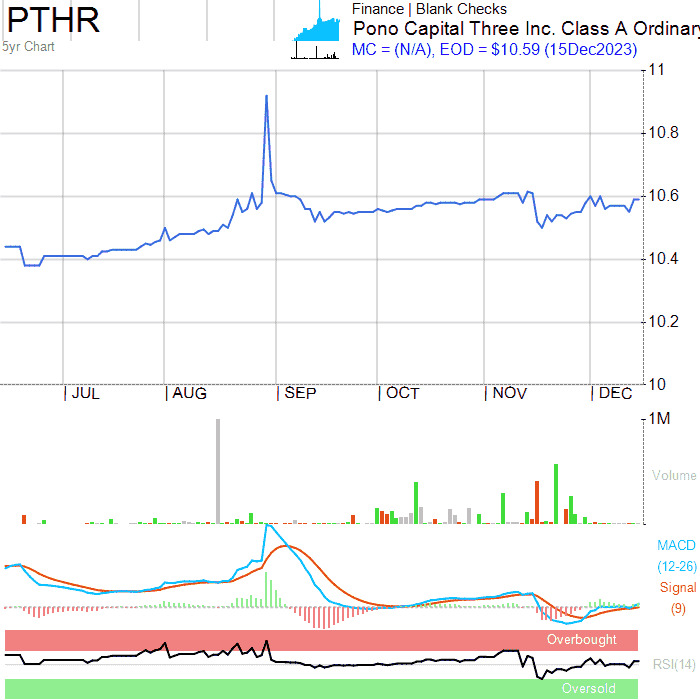 PTHR
5yr Chart
Finance | Blank Checks
Pono Capital Three Inc. Class A Ordinary
MC = (N/A), EOD = $10.59 (15Dec2023)
11
10.8
10.6
10.4
10.2
10
JUL
AUG
SEP
OCT
NOV
DEC
1M
Volume
MACD
(12-26)
Signal
(9)
Overbought
RSI(14)
Oversold